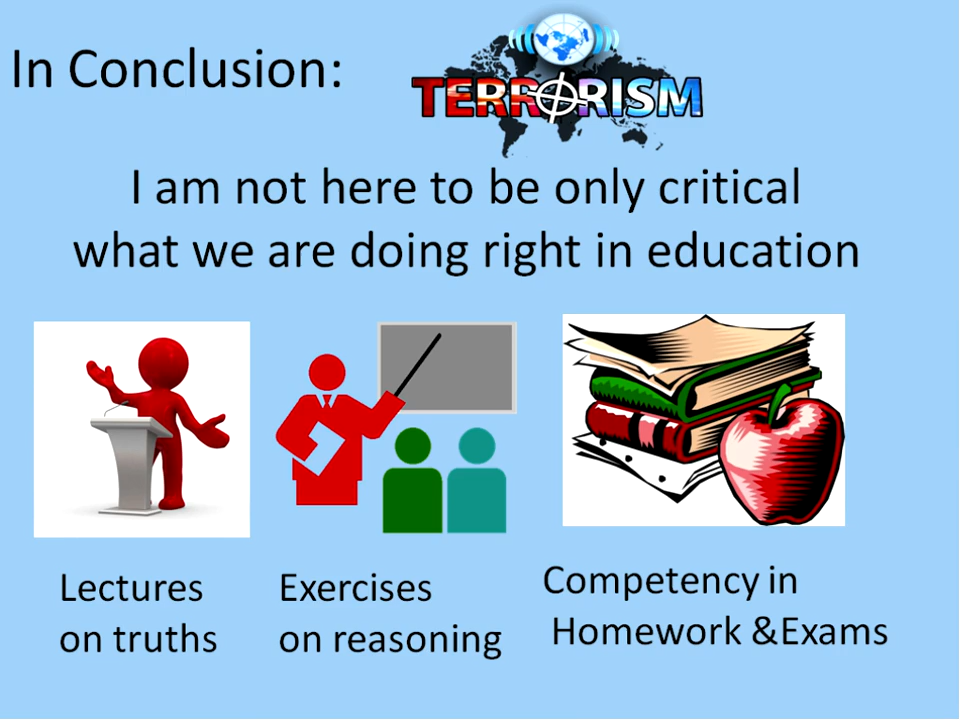 In Conclusion:
TERRORISM
I am not here to be only critical
what we are doing right in education
Lectures
on truths
Exercises
on reasoning
Competency in
Homework &Exams